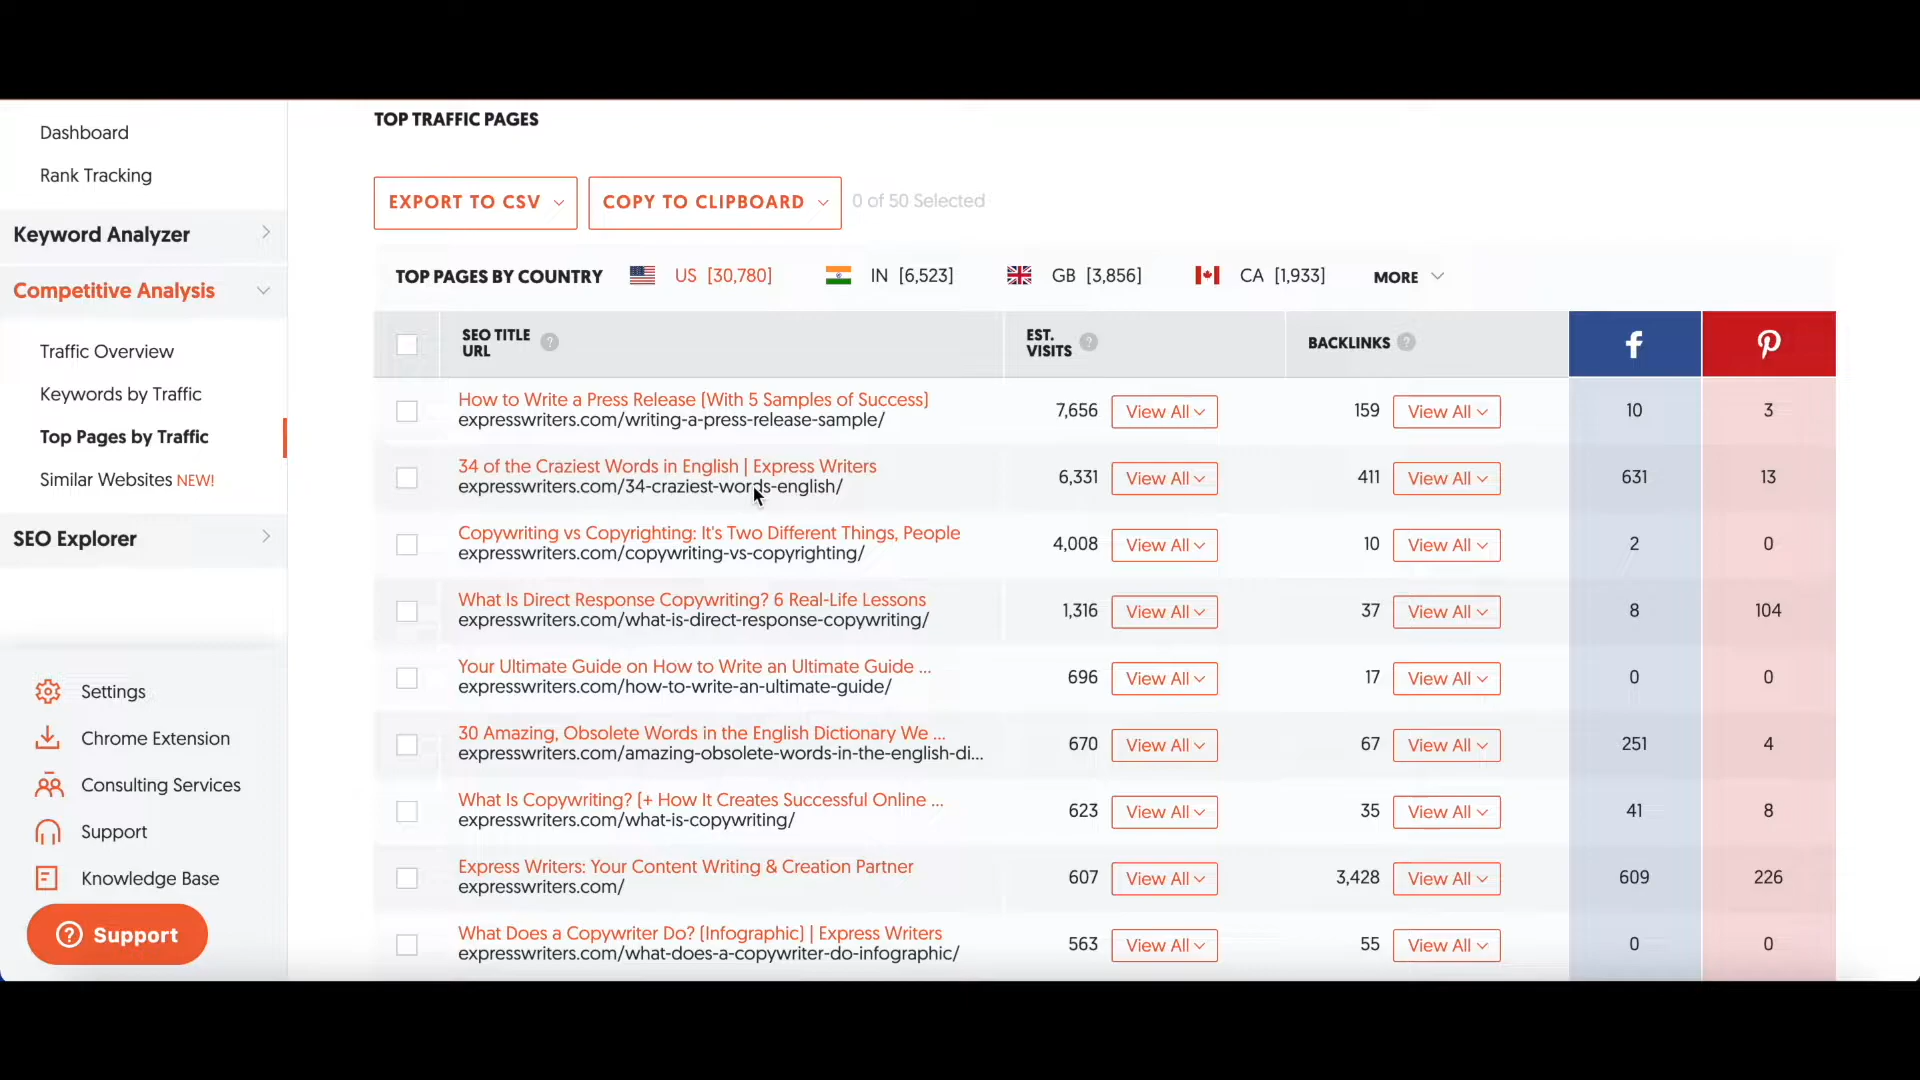 Dashboard
Rank Tracking
Keyword Analyzer
Competitive Analysis
Traffic Overview
Keywords by Traffic
Top Pages by Traffic
Similar Websites NEW!
SEO Explorer
Settings
Chrome Extension
Consulting Services
Support
Knowledge Base
? Support
TOP TRAFFIC PAGES
EXPORT TO CSV COPY TO CLIPBOARD 0 of 50 Selected
TOP PAGES BY COUNTRY US [30,780] IN [6,523] GB [3,856] CA [1,933] MORE
SEO TITLE ? EST. ? BACKLINKS ? f
URL VISITS
How to Write a Press Release (With 5 Samples of Success) 7,656 View All 159 View All 10 3
expresswriters.com/writing-a-press-release-sample/
34 of the Craziest Words in English | Express Writers 6,331 View All 411 View All 631 13
expresswriters.com/34-craziest-words-english/
Copywriting vs Copyrighting: It's Two Different Things, People 4,008 View All 10 View All 2 0
expresswriters.com/copywriting-vs-copyrighting/
What Is Direct Response Copywriting? 6 Real-Life Lessons 1,316 View All 37 View All 8 104
expresswriters.com/what-is-direct-response-copywriting/
Your Ultimate Guide on How to Write an Ultimate Guide ... 696 View All 17 View All 0 0
expresswriters.com/how-to-write-an-ultimate-guide/
30 Amazing, Obsolete Words in the English Dictionary We ... 670 View All 67 View All 251 4
expresswriters.com/amazing-obsolete-words-in-the-english-di...
What Is Copywriting? (+ How It Creates Successful Online ... 623 View All 35 View All 41 8
expresswriters.com/what-is-copywriting/
Express Writers: Your Content Writing & Creation Partner 607 View All 3,428 View All 609 226
expresswriters.com/
What Does a Copywriter Do? (Infographic) | Express Writers 563 View All 55 View All 0 0
expresswriters.com/what-does-a-copywriter-do-infographic/